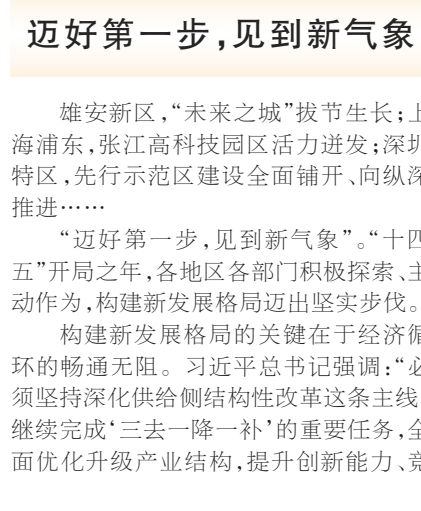 迈好第一步，见到新气象
雄安新区，“未来之城”拔节生长；上
海浦东，张江高科技园区活力迸发；深圳
特区，先行示范区建设全面铺开、向纵深
推进……
“迈好第一步，见到新气象”。“十四
五”开局之年，各地区各部门积极探索、主
动作为，构建新发展格局迈出坚实步伐。
构建新发展格局的关键在于经济循
环的畅通无阻。习近平总书记强调：“必
须坚持深化供给侧结构性改革这条主线，
继续完成‘三去一降一补’的重要任务，全
面优化升级产业结构，提升创新能力、竞